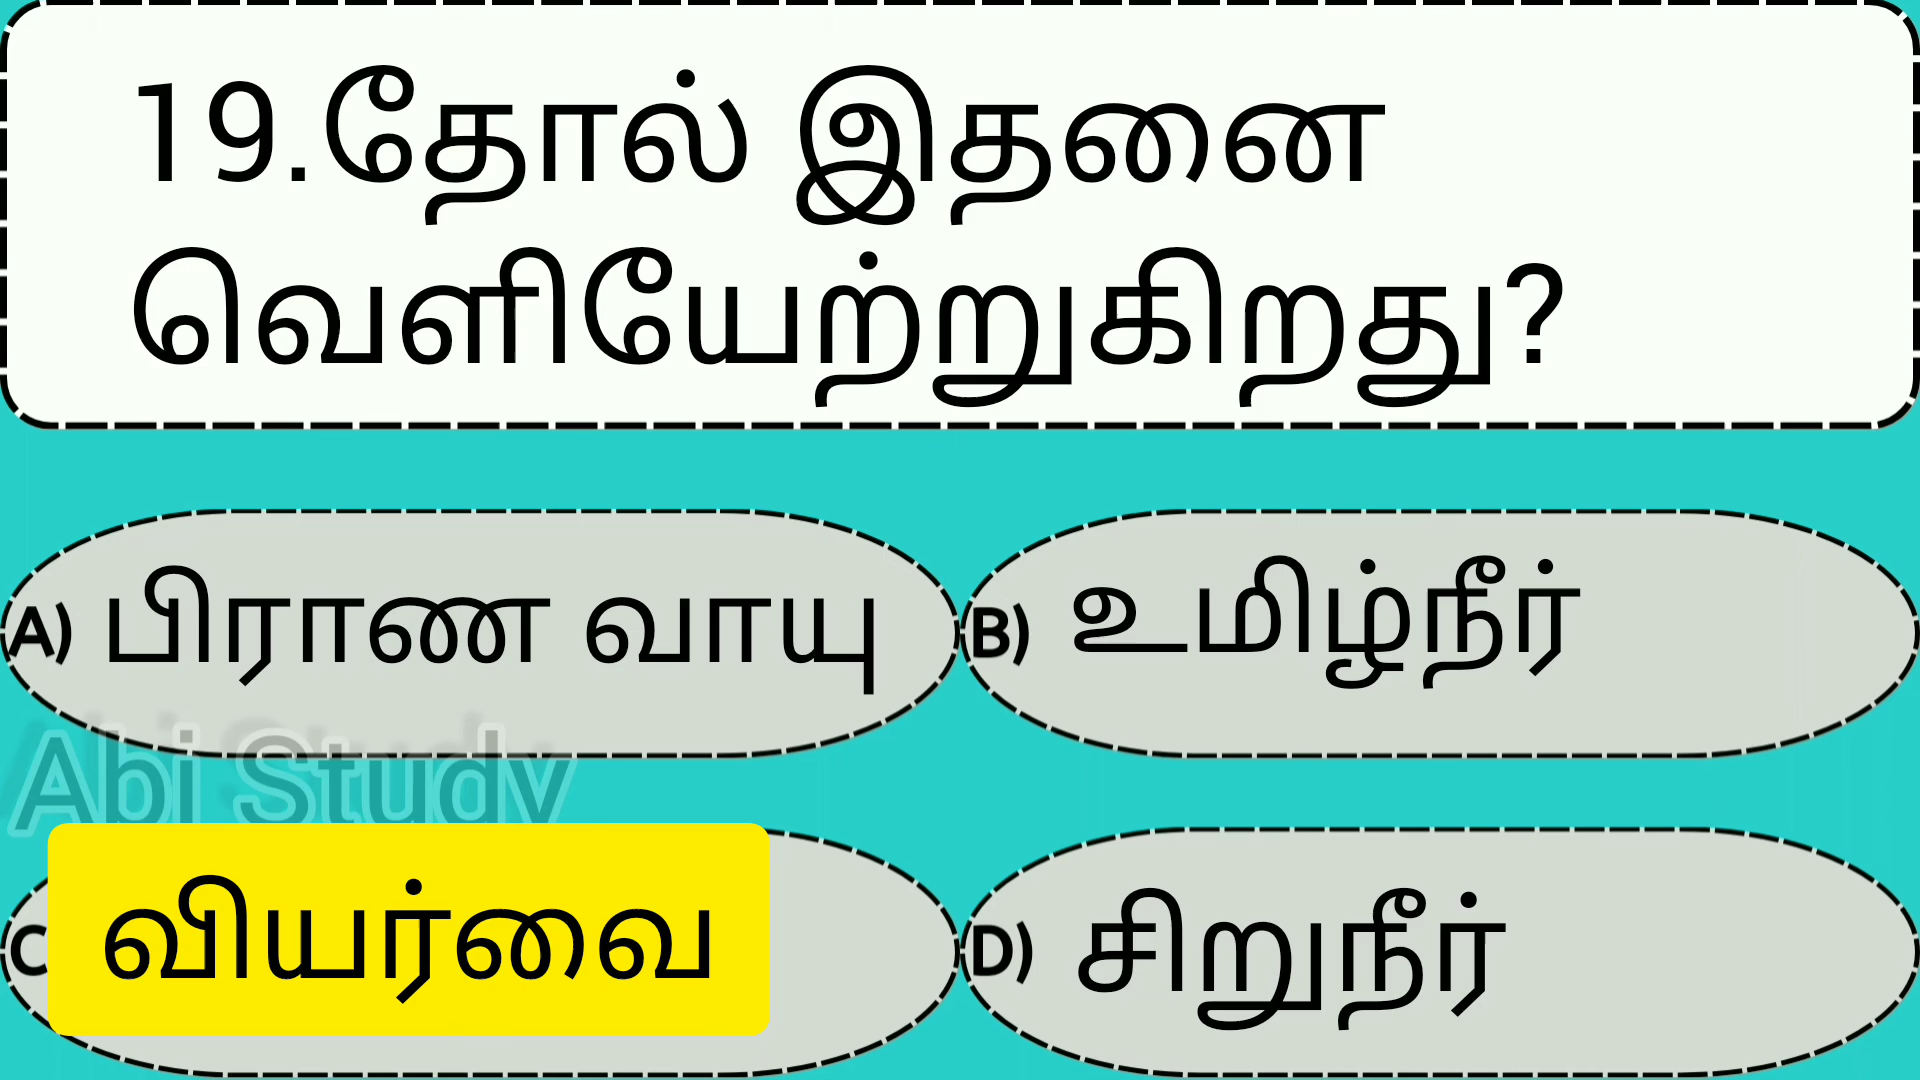 19.தோல் இதனை
வெளியேற்றுகிறது?
A) பிராண வாயு
B) உமிழ்நீர்
Abi Study
C வியர்வை
D) சிறுநீர்